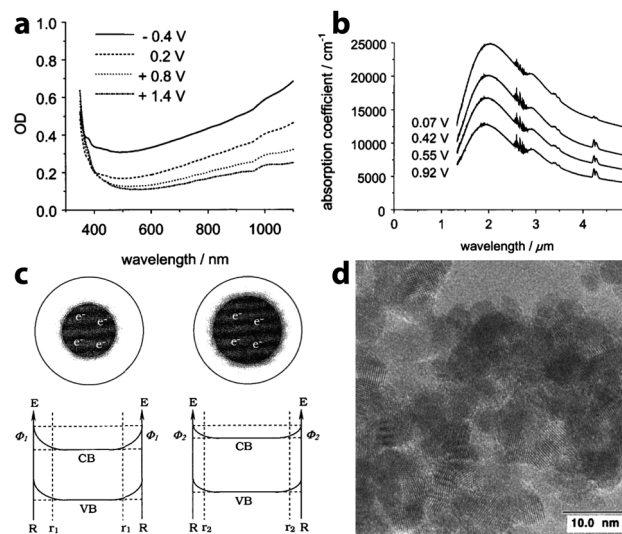 a
1.0
0.8
0.6
0.4
0.2
0.0
OD
- 0.4 V
0.2 V
+ 0.8 V
+ 1.4 V
400 600 800 1000
wavelength / nm
b
25000
20000
15000
10000
5000
0
absorption coefficient / cm⁻¹
0.07 V
0.42 V
0.55 V
0.92 V
0 1 2 3 4
wavelength / µm
c
e⁻ e⁻
e⁻ e⁻
e⁻ e⁻
e⁻ e⁻
E E E E
Φ1 Φ1 Φ2 Φ2
CB CB
VB VB
R r1 r1 R R r2 r2 R
d
10.0 nm